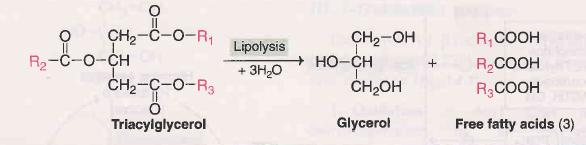 O
CH2–C–O–R1
O
R2–C–O–CH
CH2–C–O–R3
O
Triacylglycerol
Lipolysis
+ 3H2O
CH2–OH
HO–CH
CH2OH
Glycerol
+
R1COOH
R2COOH
R3COOH
Free fatty acids (3)